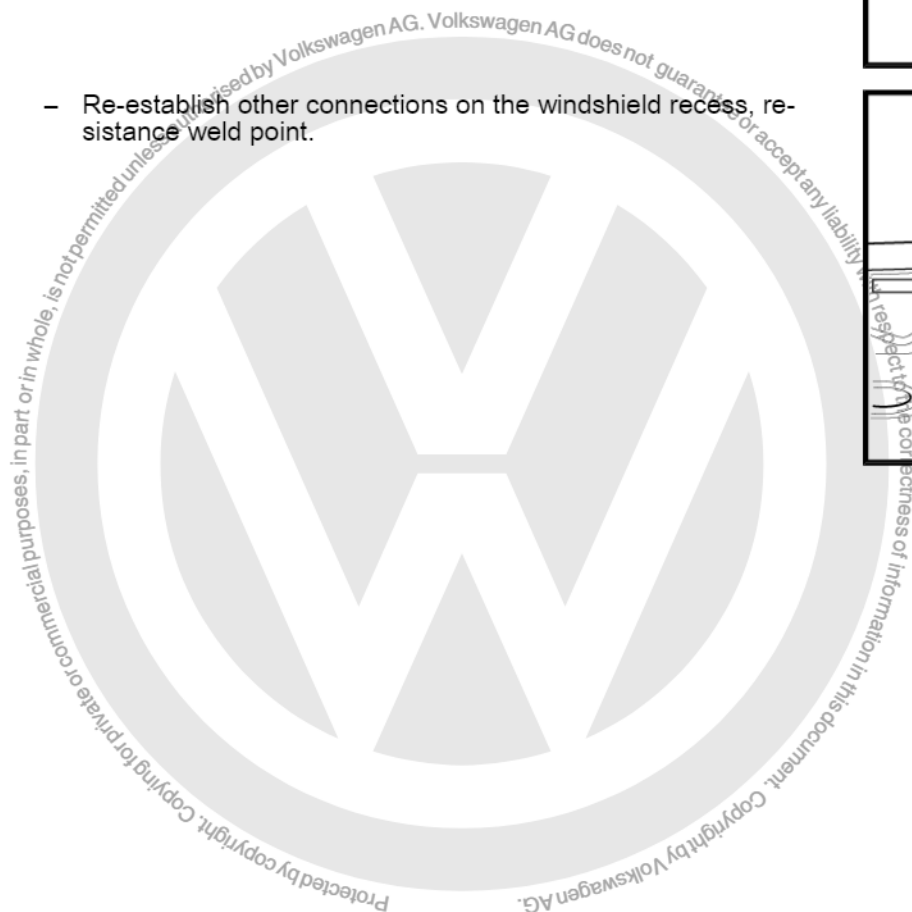 – Re-establish other connections on the windshield recess, re-
sistance weld point.
Protected by copyright. Copying for private or commercial purposes, in part or in whole, is not permitted unless authorised by Volkswagen AG. Volkswagen AG does not guarantee or accept any liability with respect to the correctness of information in this document. Copyright by Volkswagen AG.